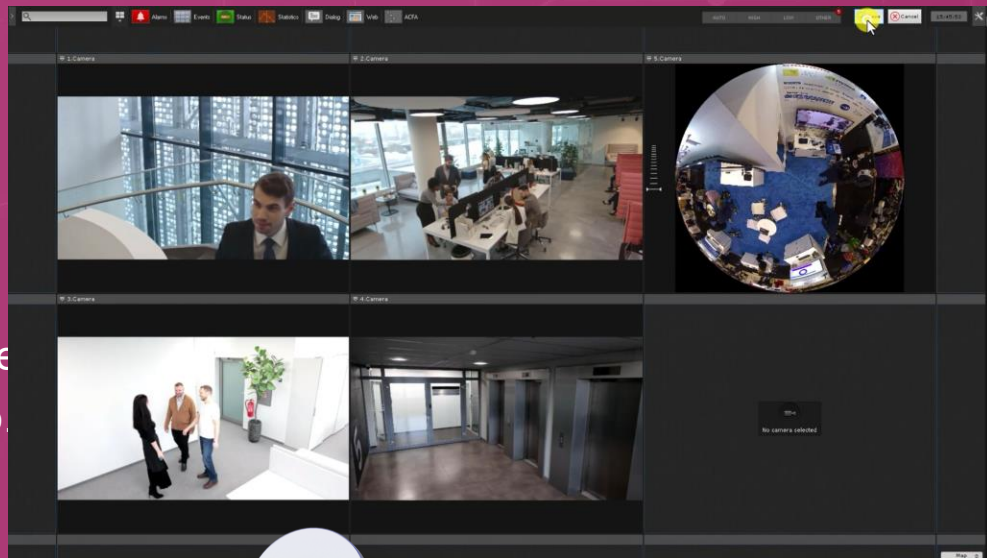 Alarms Events Status Statistics Dialog Web ACFA
AUTO HIGH LOW OTHER Cancel
1.Camera 2.Camera 5.Camera
3.Camera 4.Camera
No camera selected
Map